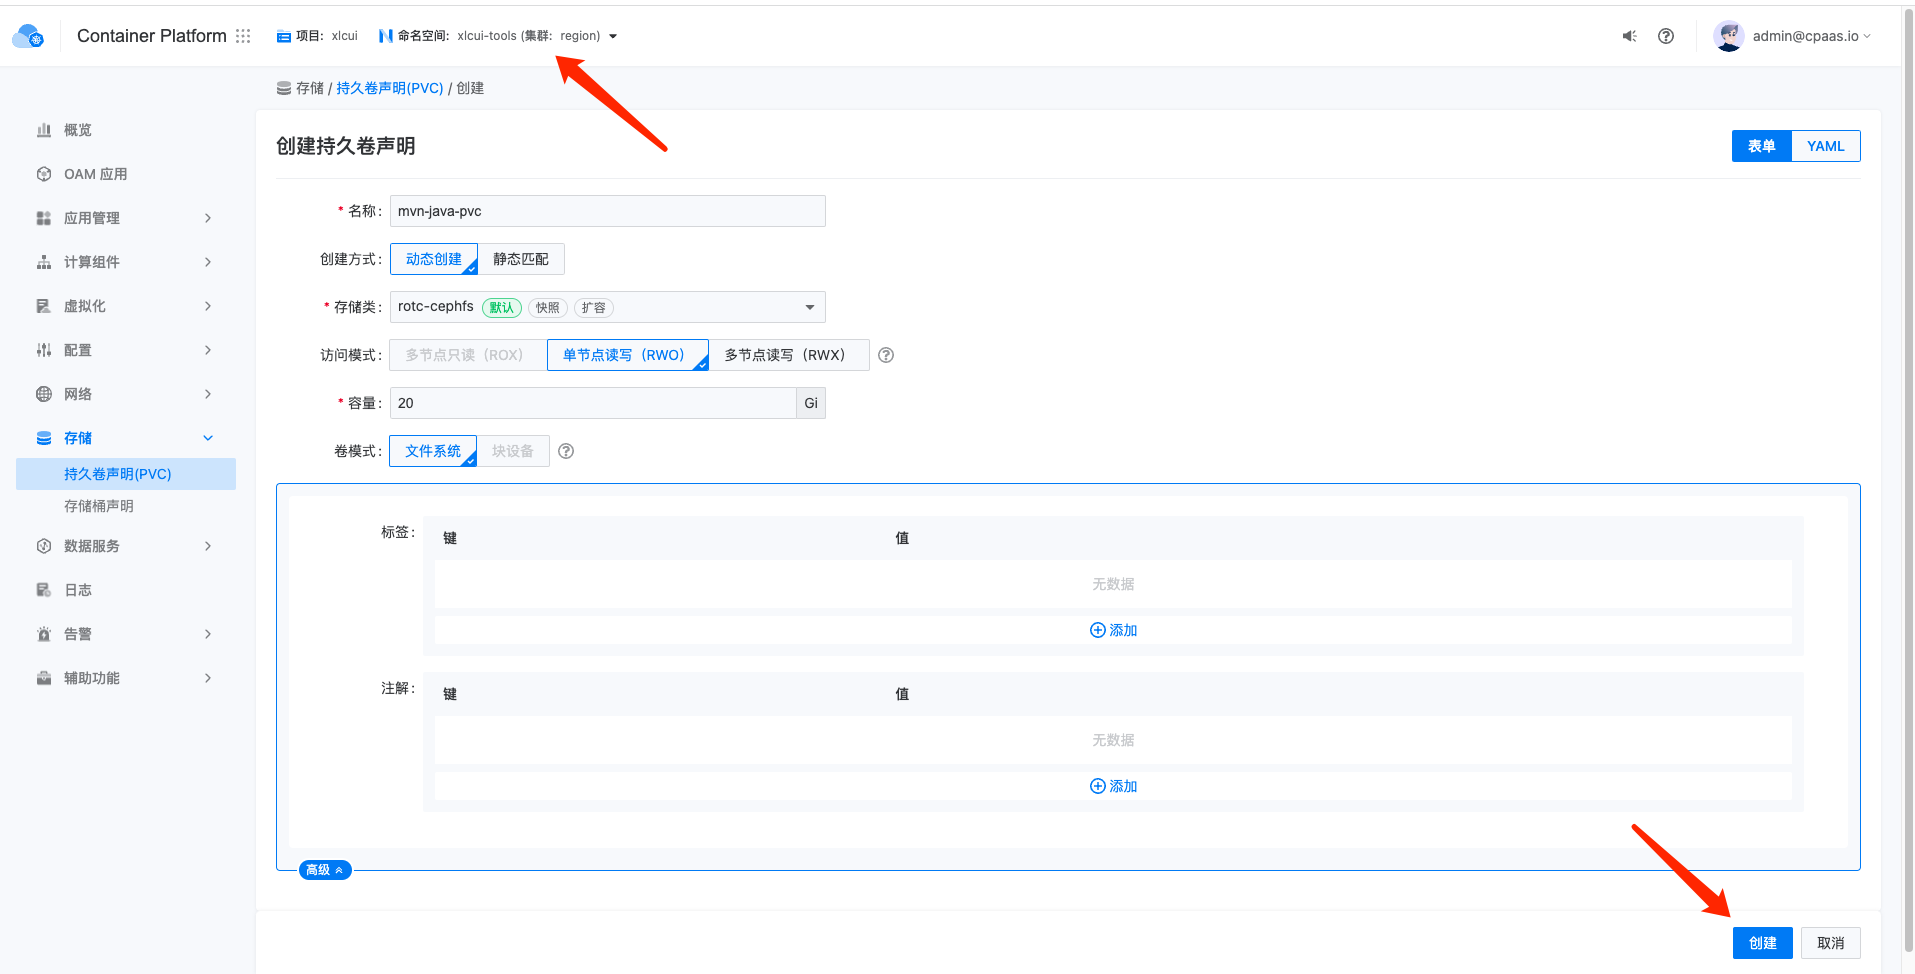 Container Platform 项目: xlcui 命名空间: xlcui-tools (集群: region) admin@cpaas.io
存储 / 持久卷声明(PVC) / 创建
概览
OAM 应用
应用管理
计算组件
虚拟化
配置
网络
存储
持久卷声明(PVC)
存储桶声明
数据服务
日志
告警
辅助功能
创建持久卷声明
表单 YAML
* 名称: mvn-java-pvc
创建方式: 动态创建 静态匹配
* 存储类: rotc-cephfs 默认 快照 扩容
访问模式: 多节点只读（ROX） 单节点读写（RWO） 多节点读写（RWX）
* 容量: 20 Gi
卷模式: 文件系统 块设备
标签: 键 值
无数据
添加
注解: 键 值
无数据
添加
高级
创建 取消